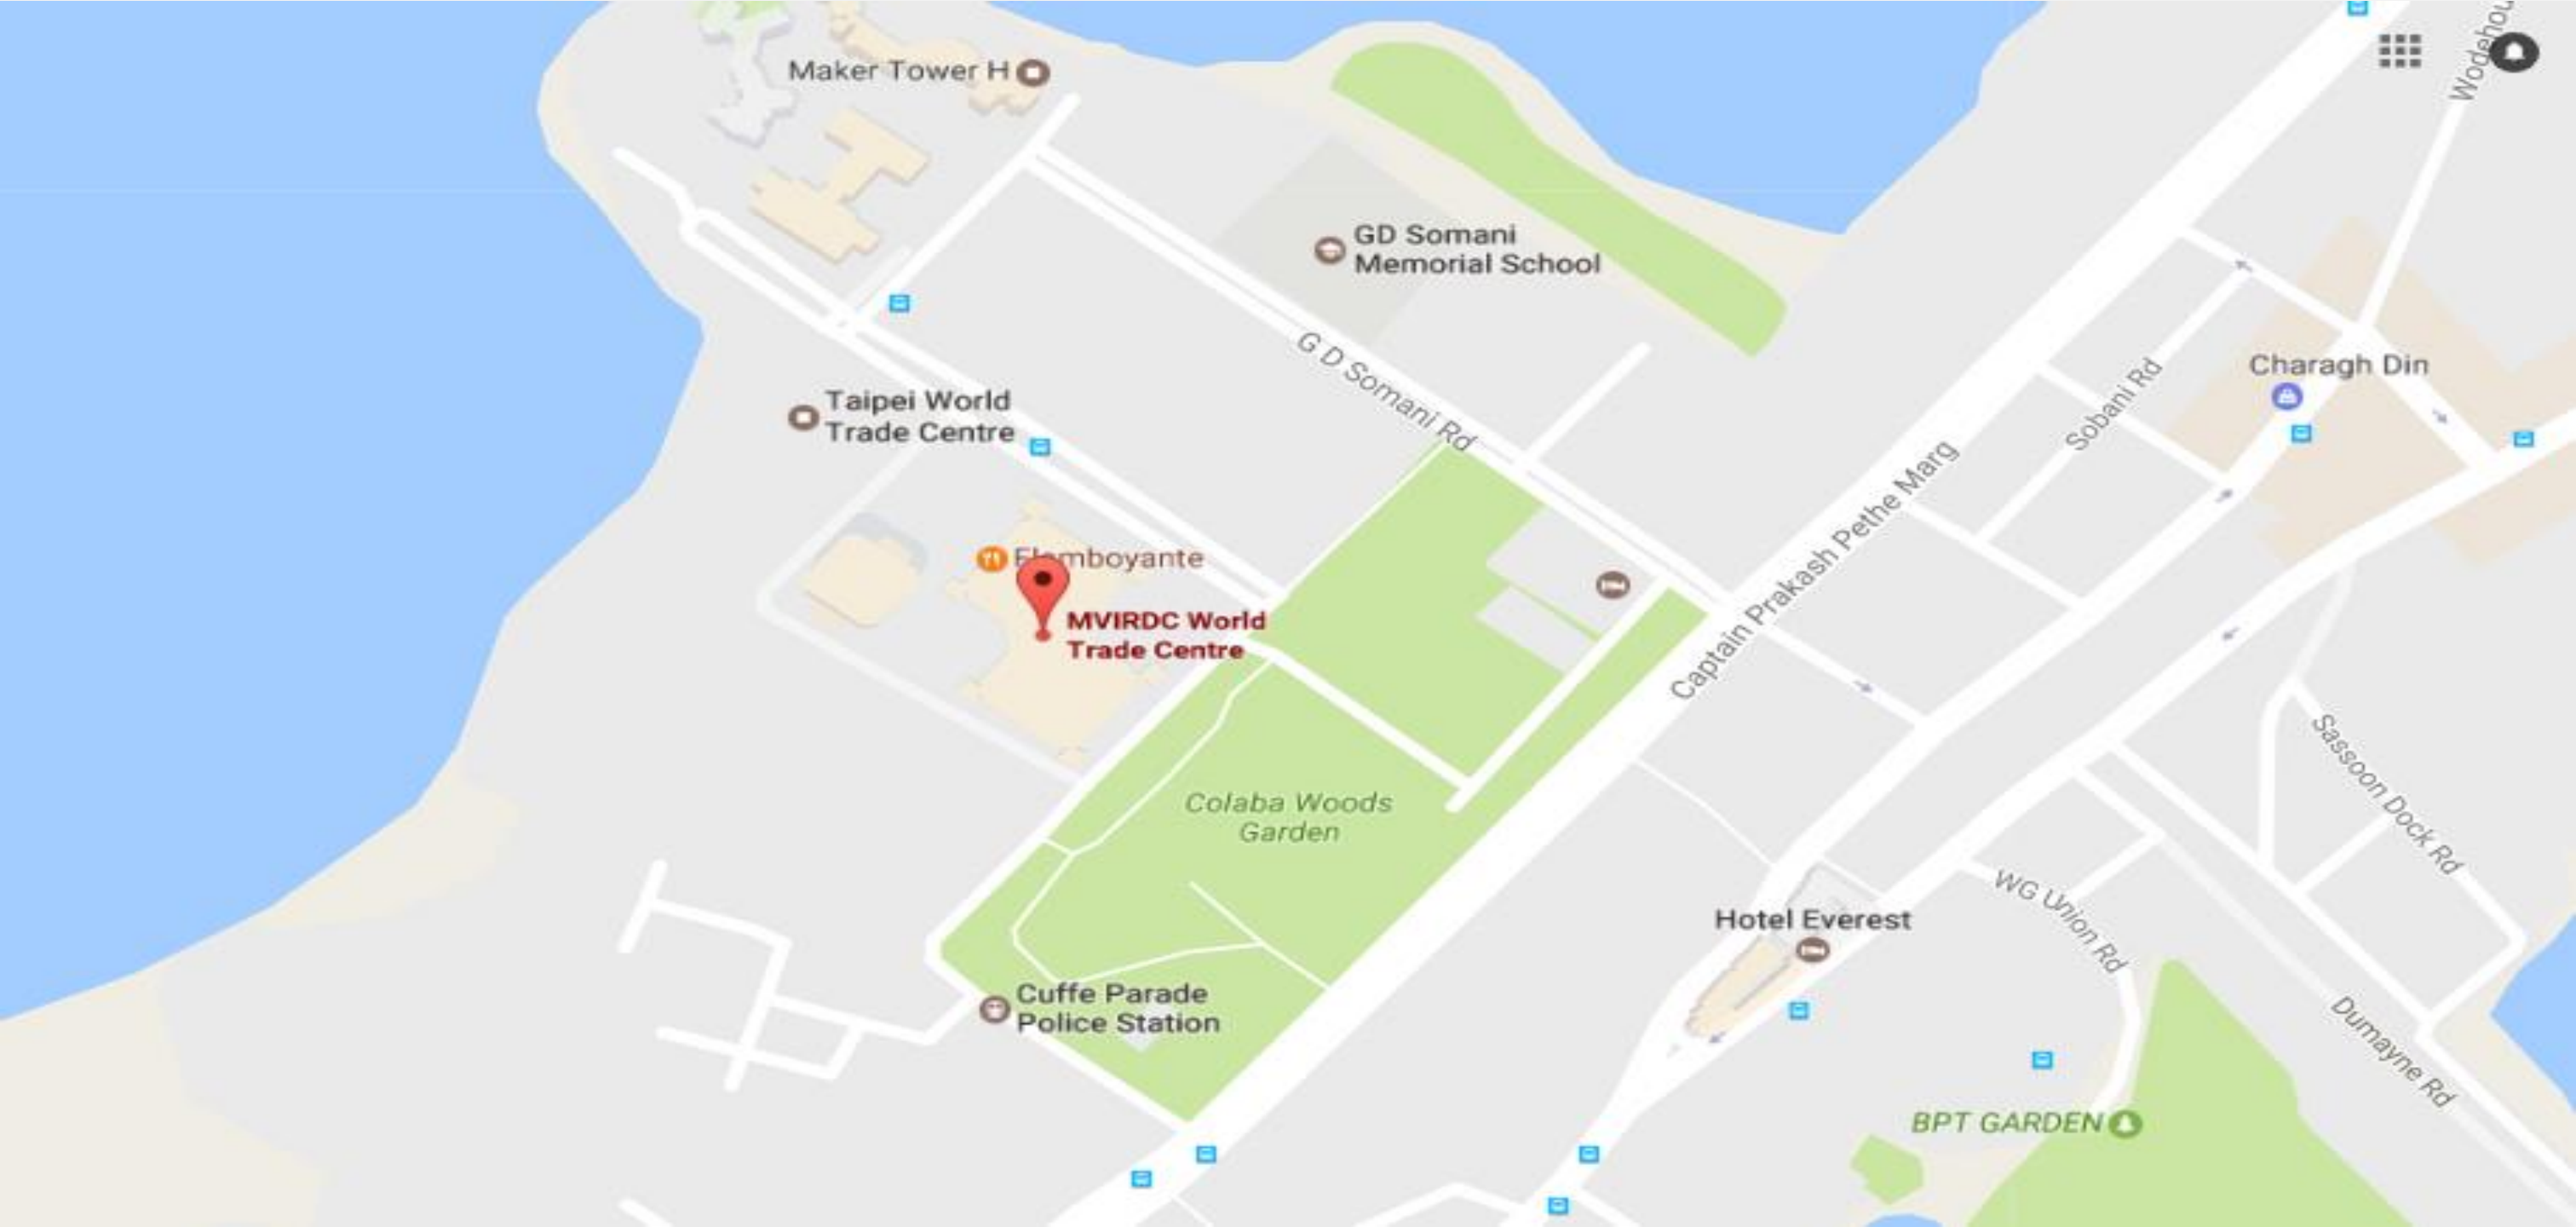 Wodehou
Maker Tower H
GD Somani
Memorial School
G D Somani Rd
Charagh Din
Sobani Rd
Taipei World
Trade Centre
Captain Prakash Pethe Marg
Flamboyante
MVIRDC World
Trade Centre
Sassoon Dock Rd
Colaba Woods
Garden
WG Union Rd
Hotel Everest
Cuffe Parade
Police Station
Dumayne Rd
BPT GARDEN